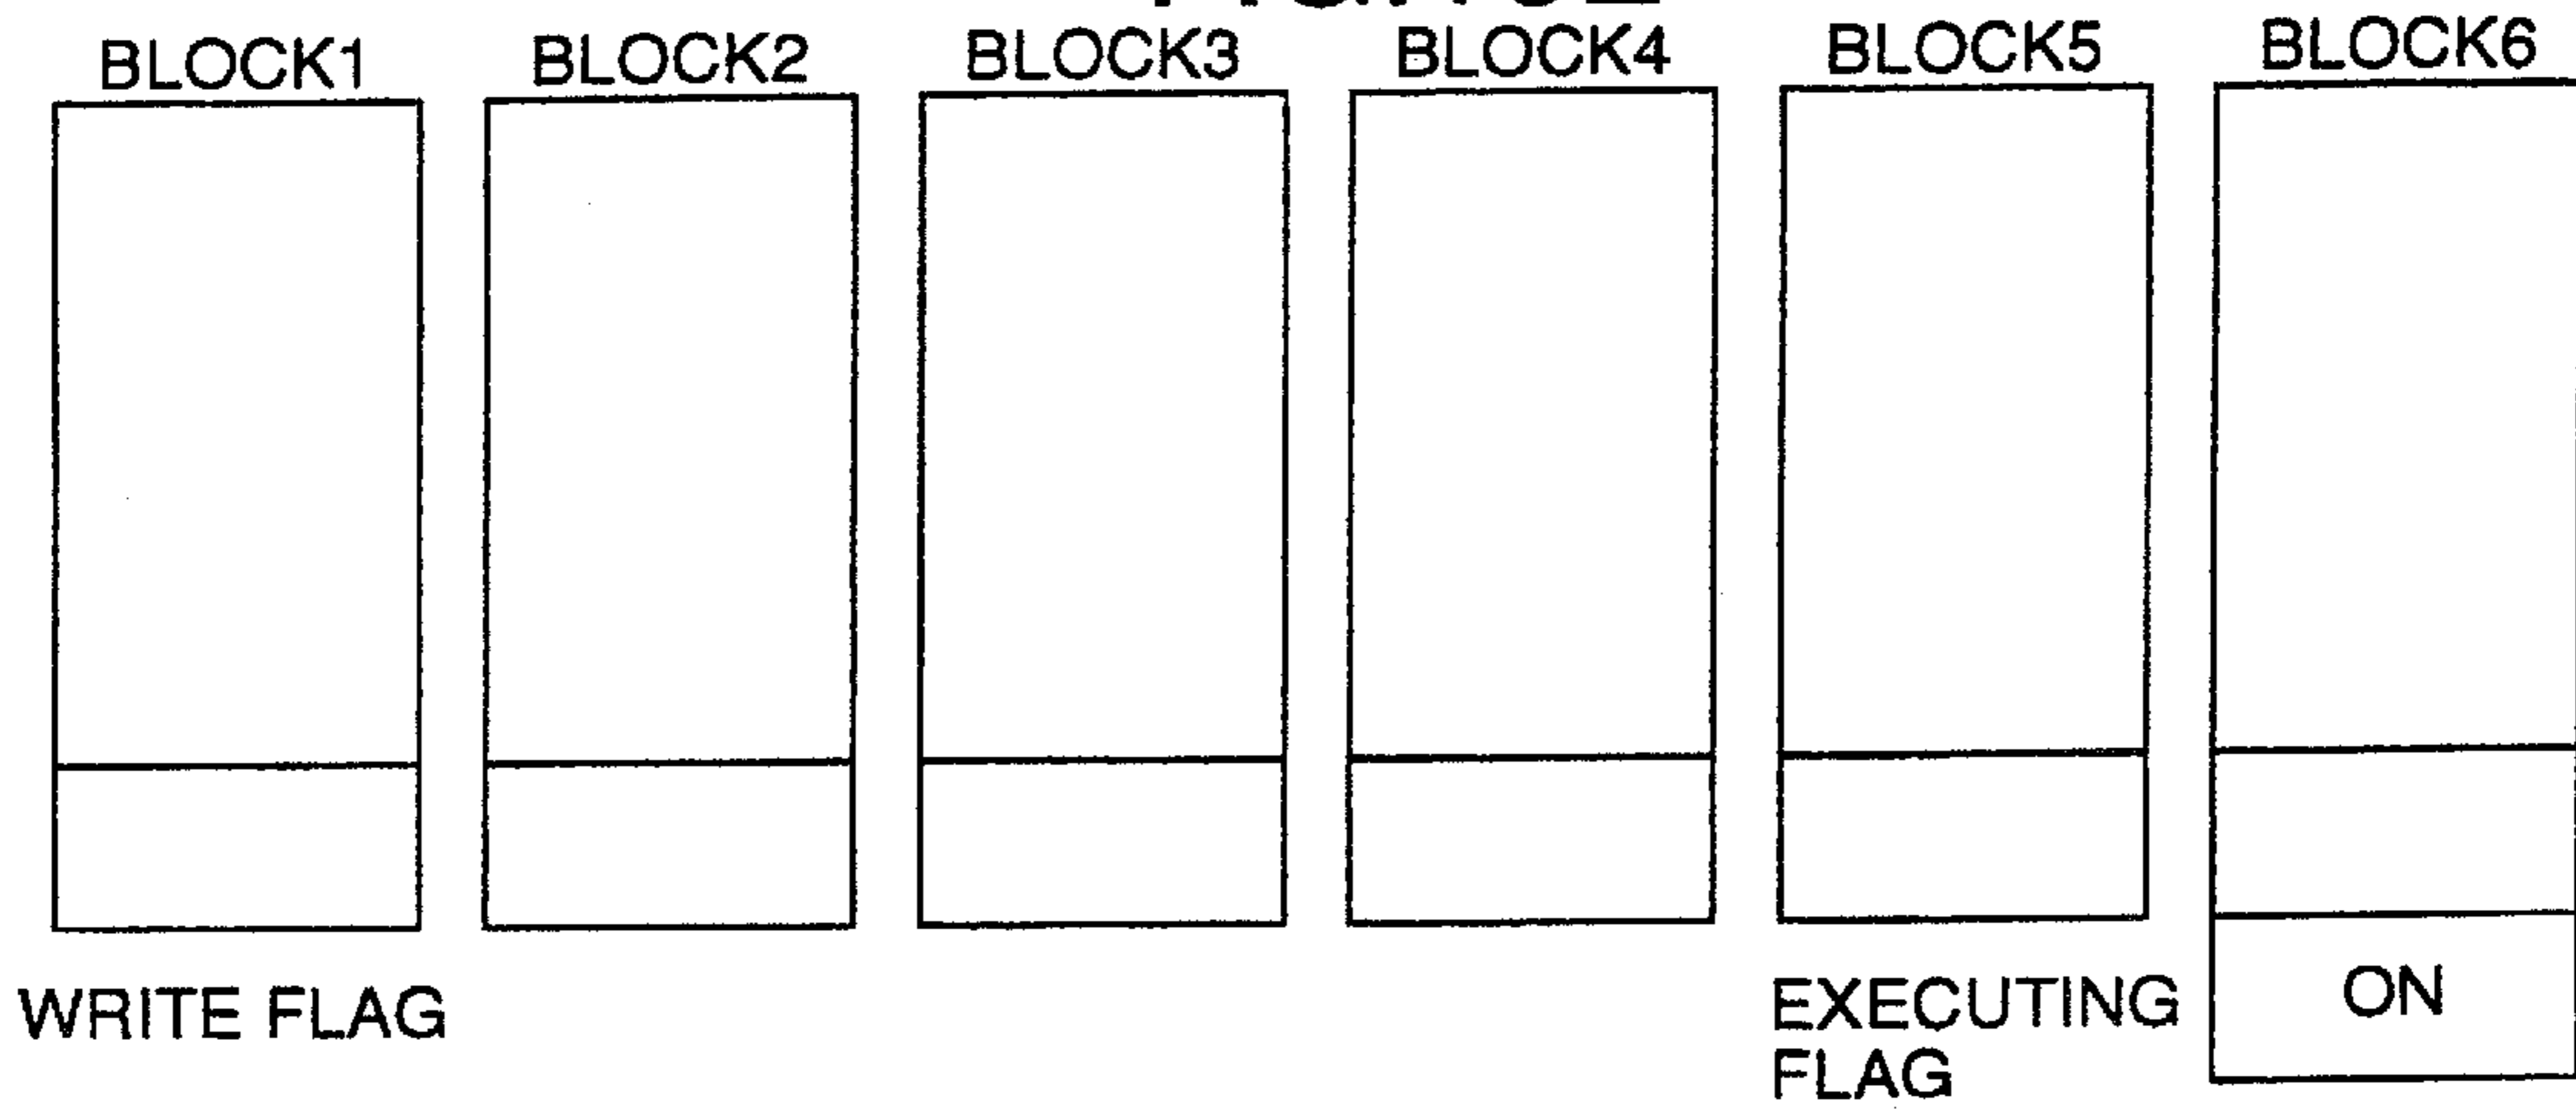 BLOCK1 BLOCK2 BLOCK3 BLOCK4 BLOCK5 BLOCK6
WRITE FLAG
EXECUTING
FLAG
ON